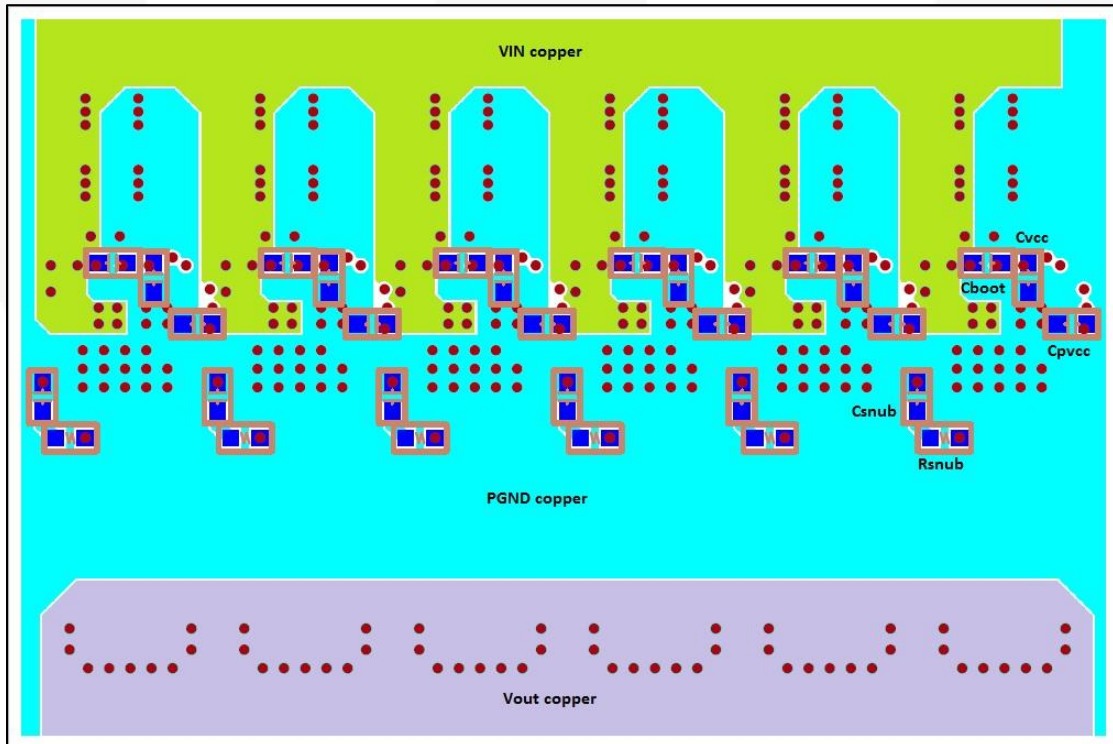 VIN copper
Cvcc
Cboot
Cpvcc
Csnub
Rsnub
PGND copper
Vout copper